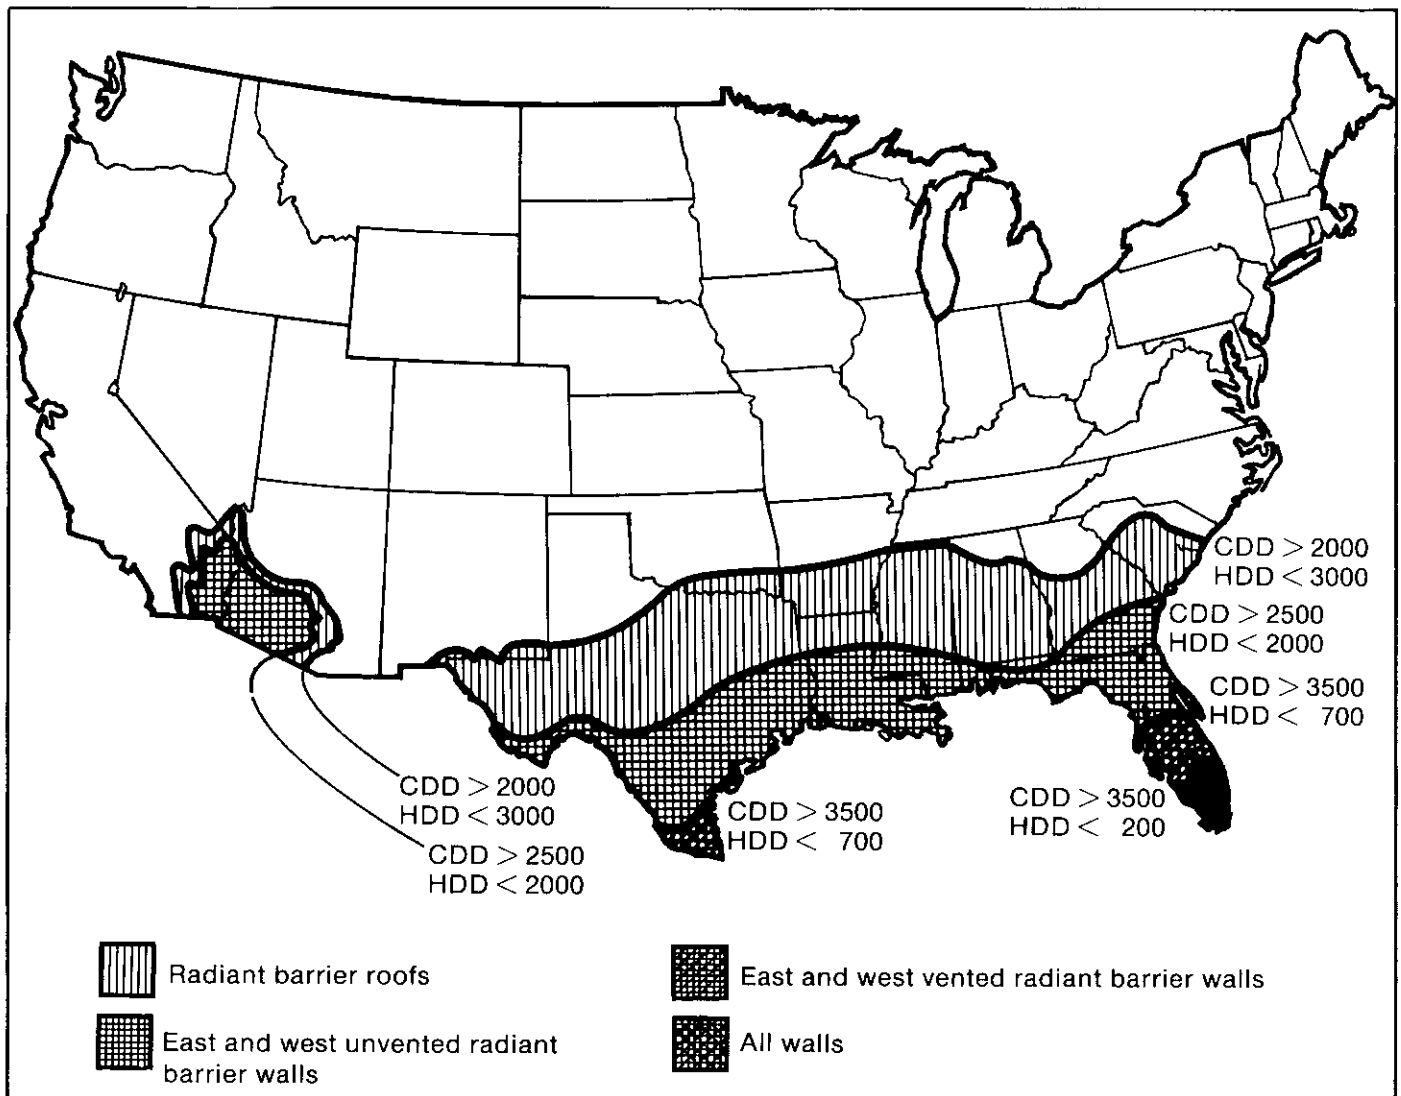 CDD > 2000
HDD < 3000
CDD > 2500
HDD < 2000
CDD > 3500
HDD < 700
CDD > 2000
HDD < 3000
CDD > 3500
HDD < 700
CDD > 3500
HDD < 200
CDD > 2500
HDD < 2000
Radiant barrier roofs
East and west unvented radiant
barrier walls
East and west vented radiant barrier walls
All walls